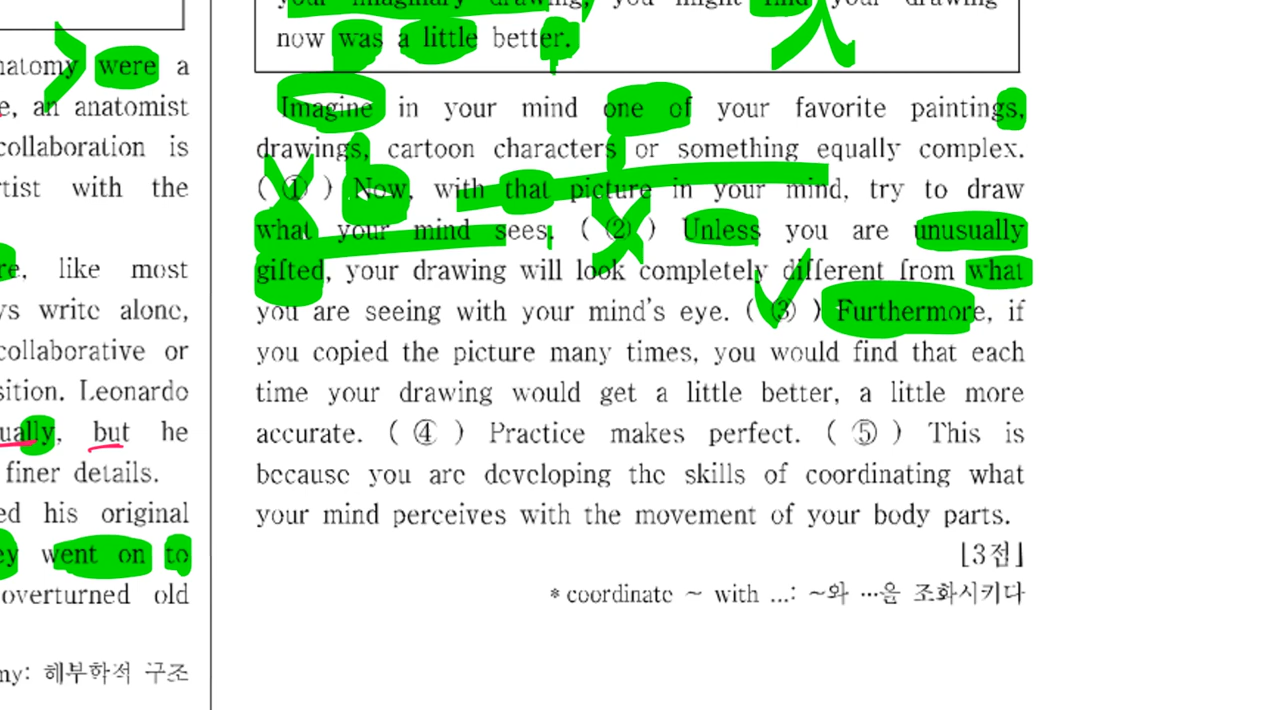 natomy were a
e, an anatomist
collaboration is
rtist with the
re, like most
ys write alone,
collaborative or
sition. Leonardo
ually, but he
finer details.
ed his original
ey went on to
overturned old
my: 해부학적 구조
your imaginary drawing, you might find your drawing
now was a little better.
Imagine in your mind one of your favorite paintings,
drawings, cartoon characters or something equally complex.
( ① ) Now, with that picture in your mind, try to draw
what your mind sees. ( ② ) Unless you are unusually
gifted, your drawing will look completely different from what
you are seeing with your mind's eye. ( ③ ) Furthermore, if
you copied the picture many times, you would find that each
time your drawing would get a little better, a little more
accurate. ( ④ ) Practice makes perfect. ( ⑤ ) This is
because you are developing the skills of coordinating what
your mind perceives with the movement of your body parts.
[3점]
* coordinate ~ with ...: ~와 …을 조화시키다